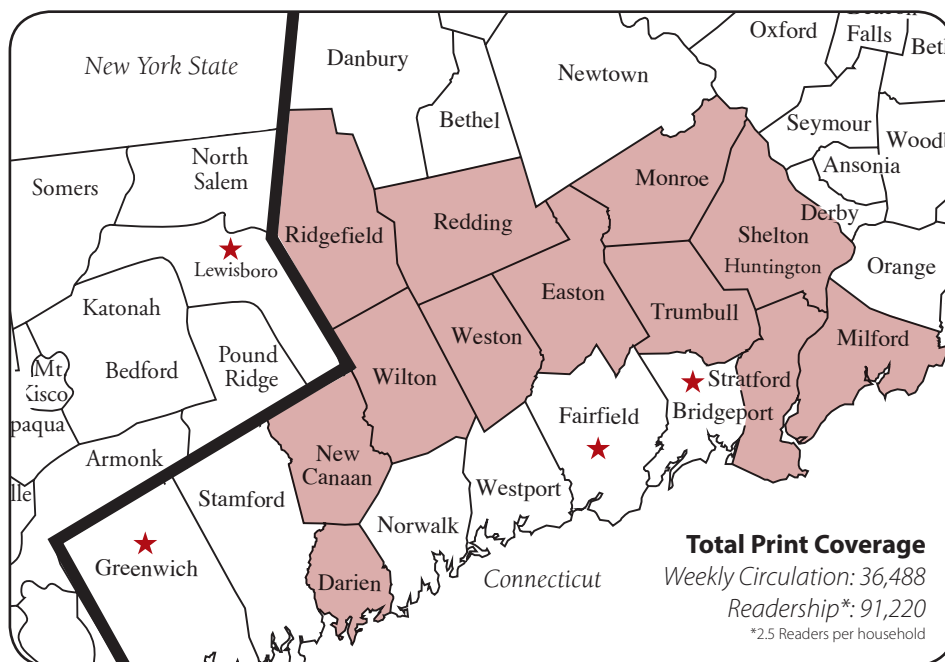 New York State
Danbury
Oxford
Falls
Newtown
Bethel
Seymour
Ansonia
North
Salem
Somers
Monroe
Derby
Redding
Ridgefield
Shelton
Huntington
Orange
Lewisboro
Katonah
Easton
Trumbull
Weston
Milford
Pound
Ridge
Bedford
Mt
Kisco
Wilton
Stratford
Fairfield
Bridgeport
paqua
Armonk
New
Canaan
Stamford
Westport
lle
Norwalk
Greenwich
Darien
Connecticut
Total Print Coverage
Weekly Circulation: 36,488
Readership*: 91,220
*2.5 Readers per household